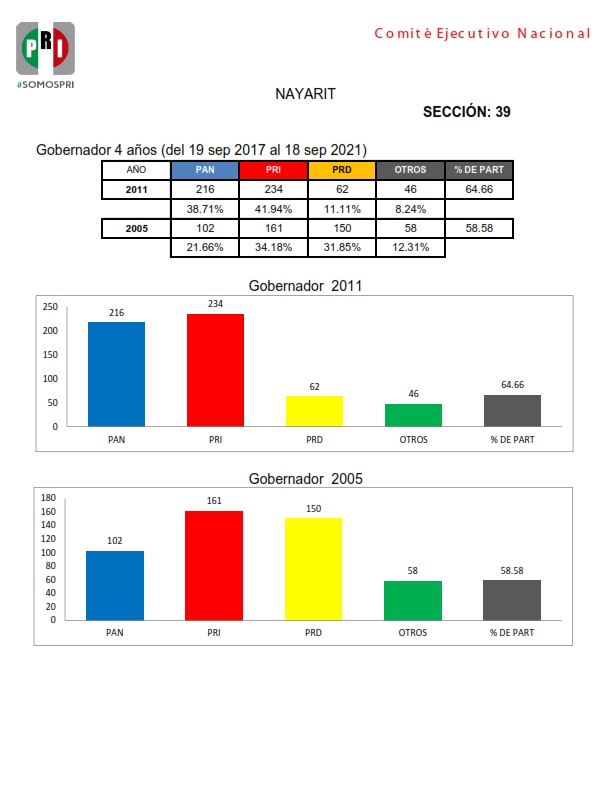 PRI
#SOMOSPRI
Comité Ejecutivo Nacional
NAYARIT
SECCIÓN: 39
Gobernador 4 años (del 19 sep 2017 al 18 sep 2021)
AÑO PAN PRI PRD OTROS % DE PART
2011 216 234 62 46 64.66
38.71% 41.94% 11.11% 8.24%
2005 102 161 150 58 58.58
21.66% 34.18% 31.85% 12.31%
Gobernador 2011
250
200
150
100
50
0
216
234
62
46
64.66
PAN PRI PRD OTROS % DE PART
Gobernador 2005
180
160
140
120
100
80
60
40
20
0
102
161
150
58
58.58
PAN PRI PRD OTROS % DE PART